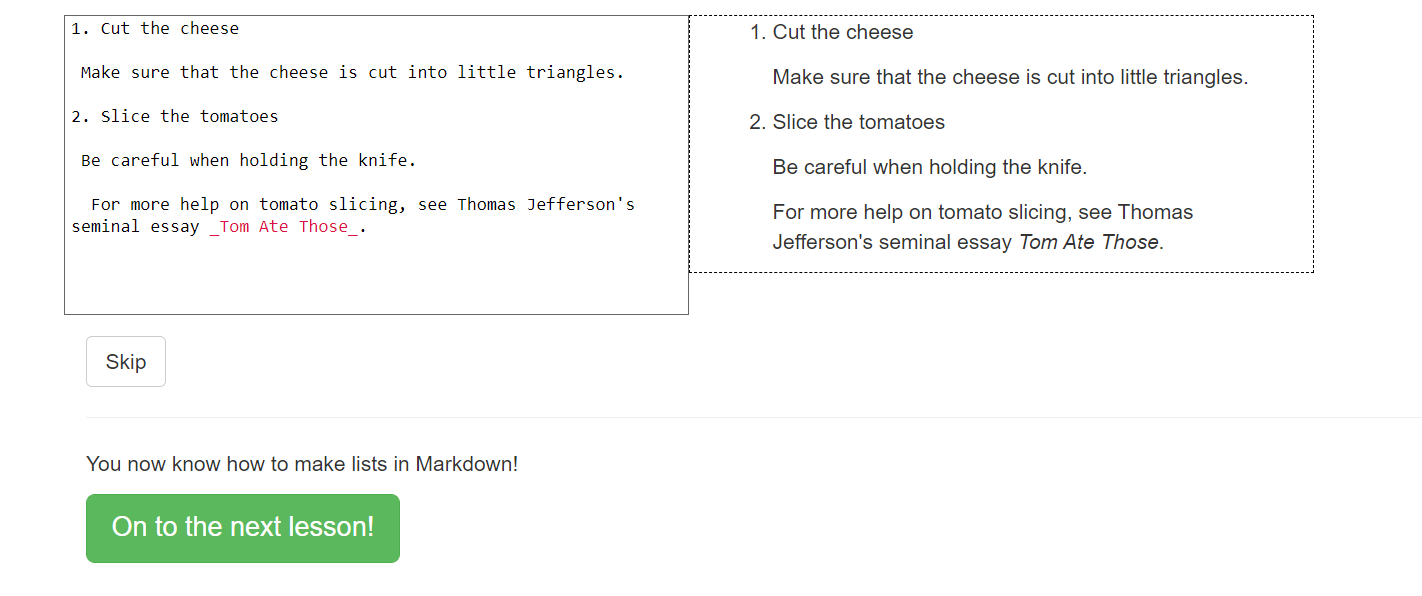 1. Cut the cheese
Make sure that the cheese is cut into little triangles.
2. Slice the tomatoes
Be careful when holding the knife.
For more help on tomato slicing, see Thomas Jefferson's
seminal essay _Tom Ate Those_.
1. Cut the cheese
Make sure that the cheese is cut into little triangles.
2. Slice the tomatoes
Be careful when holding the knife.
For more help on tomato slicing, see Thomas
Jefferson's seminal essay Tom Ate Those.
Skip
You now know how to make lists in Markdown!
On to the next lesson!